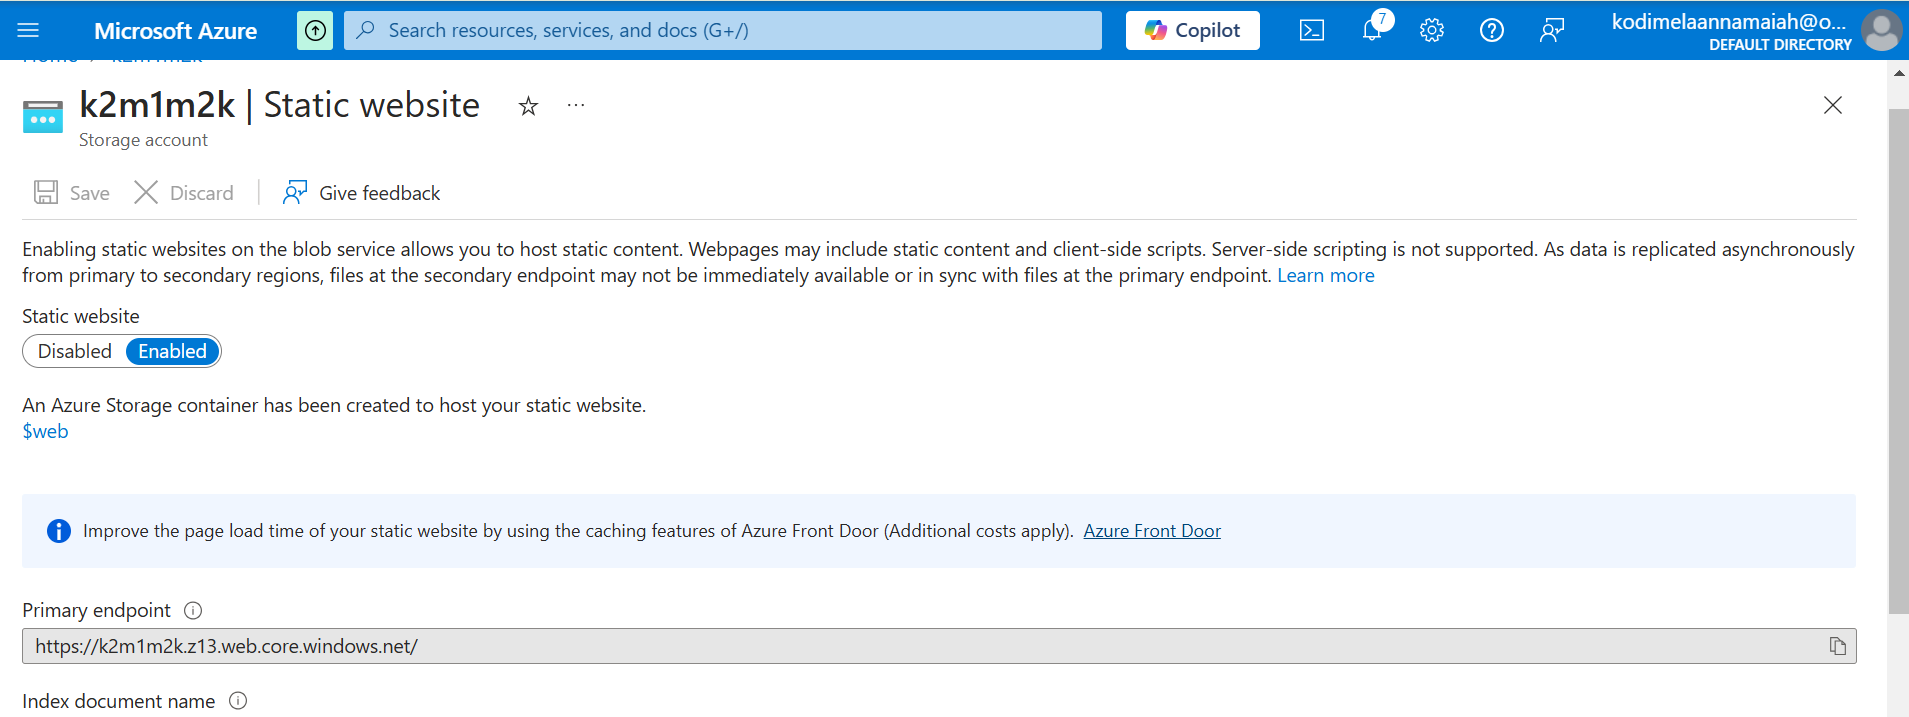 Microsoft Azure
Search resources, services, and docs (G+/)
Copilot
7
kodimelaannamaiah@o...
DEFAULT DIRECTORY
Home > k2m1m2k
k2m1m2k | Static website
Storage account
Save
Discard
Give feedback
Enabling static websites on the blob service allows you to host static content. Webpages may include static content and client-side scripts. Server-side scripting is not supported. As data is replicated asynchronously
from primary to secondary regions, files at the secondary endpoint may not be immediately available or in sync with files at the primary endpoint. Learn more
Static website
Disabled Enabled
An Azure Storage container has been created to host your static website.
$web
Improve the page load time of your static website by using the caching features of Azure Front Door (Additional costs apply). Azure Front Door
Primary endpoint
https://k2m1m2k.z13.web.core.windows.net/
Index document name